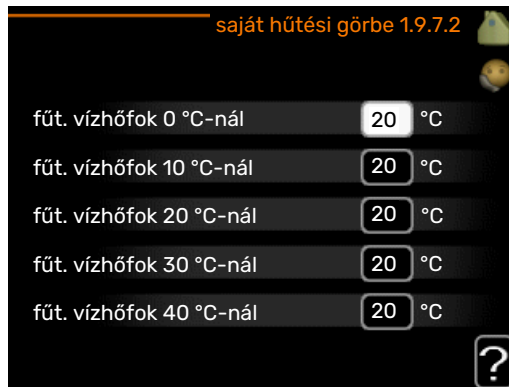 saját hűtési görbe 1.9.7.2
fűt. vízhőfok 0 °C-nál 20 °C
fűt. vízhőfok 10 °C-nál 20 °C
fűt. vízhőfok 20 °C-nál 20 °C
fűt. vízhőfok 30 °C-nál 20 °C
fűt. vízhőfok 40 °C-nál 20 °C
?